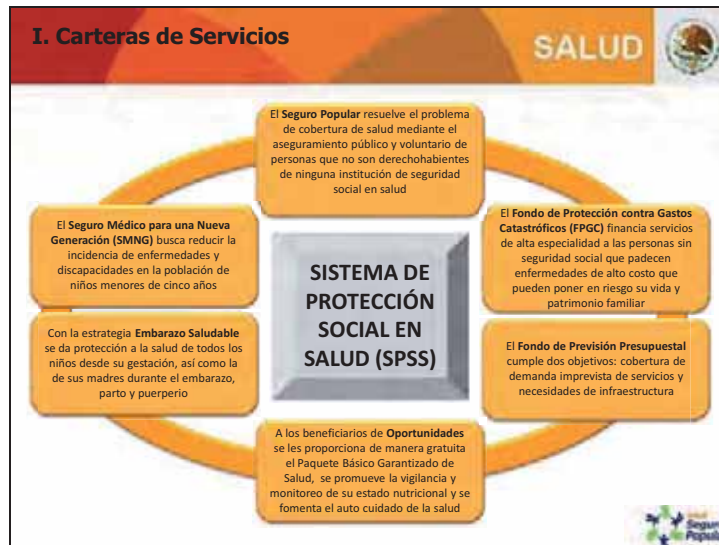 I. Carteras de Servicios
SALUD
El Seguro Popular resuelve el problema
de cobertura de salud mediante el
aseguramiento público y voluntario de
personas que no son derechohabientes
de ninguna institución de seguridad
social en salud
El Seguro Médico para una Nueva
Generación (SMNG) busca reducir la
incidencia de enfermedades y
discapacidades en la población de
niños menores de cinco años
El Fondo de Protección contra Gastos
Catastróficos (FPGC) financia servicios
de alta especialidad a las personas sin
seguridad social que padecen
enfermedades de alto costo que
pueden poner en riesgo su vida y
patrimonio familiar
SISTEMA DE
PROTECCIÓN
SOCIAL EN
SALUD (SPSS)
Con la estrategia Embarazo Saludable
se da protección a la salud de todos los
niños desde su gestación, así como la
de sus madres durante el embarazo,
parto y puerperio
El Fondo de Previsión Presupuestal
cumple dos objetivos: cobertura de
demanda imprevista de servicios y
necesidades de infraestructura
A los beneficiarios de Oportunidades
se les proporciona de manera gratuita
el Paquete Básico Garantizado de
Salud, se promueve la vigilancia y
monitoreo de su estado nutricional y se
fomenta el auto cuidado de la salud
Seguro
Popular